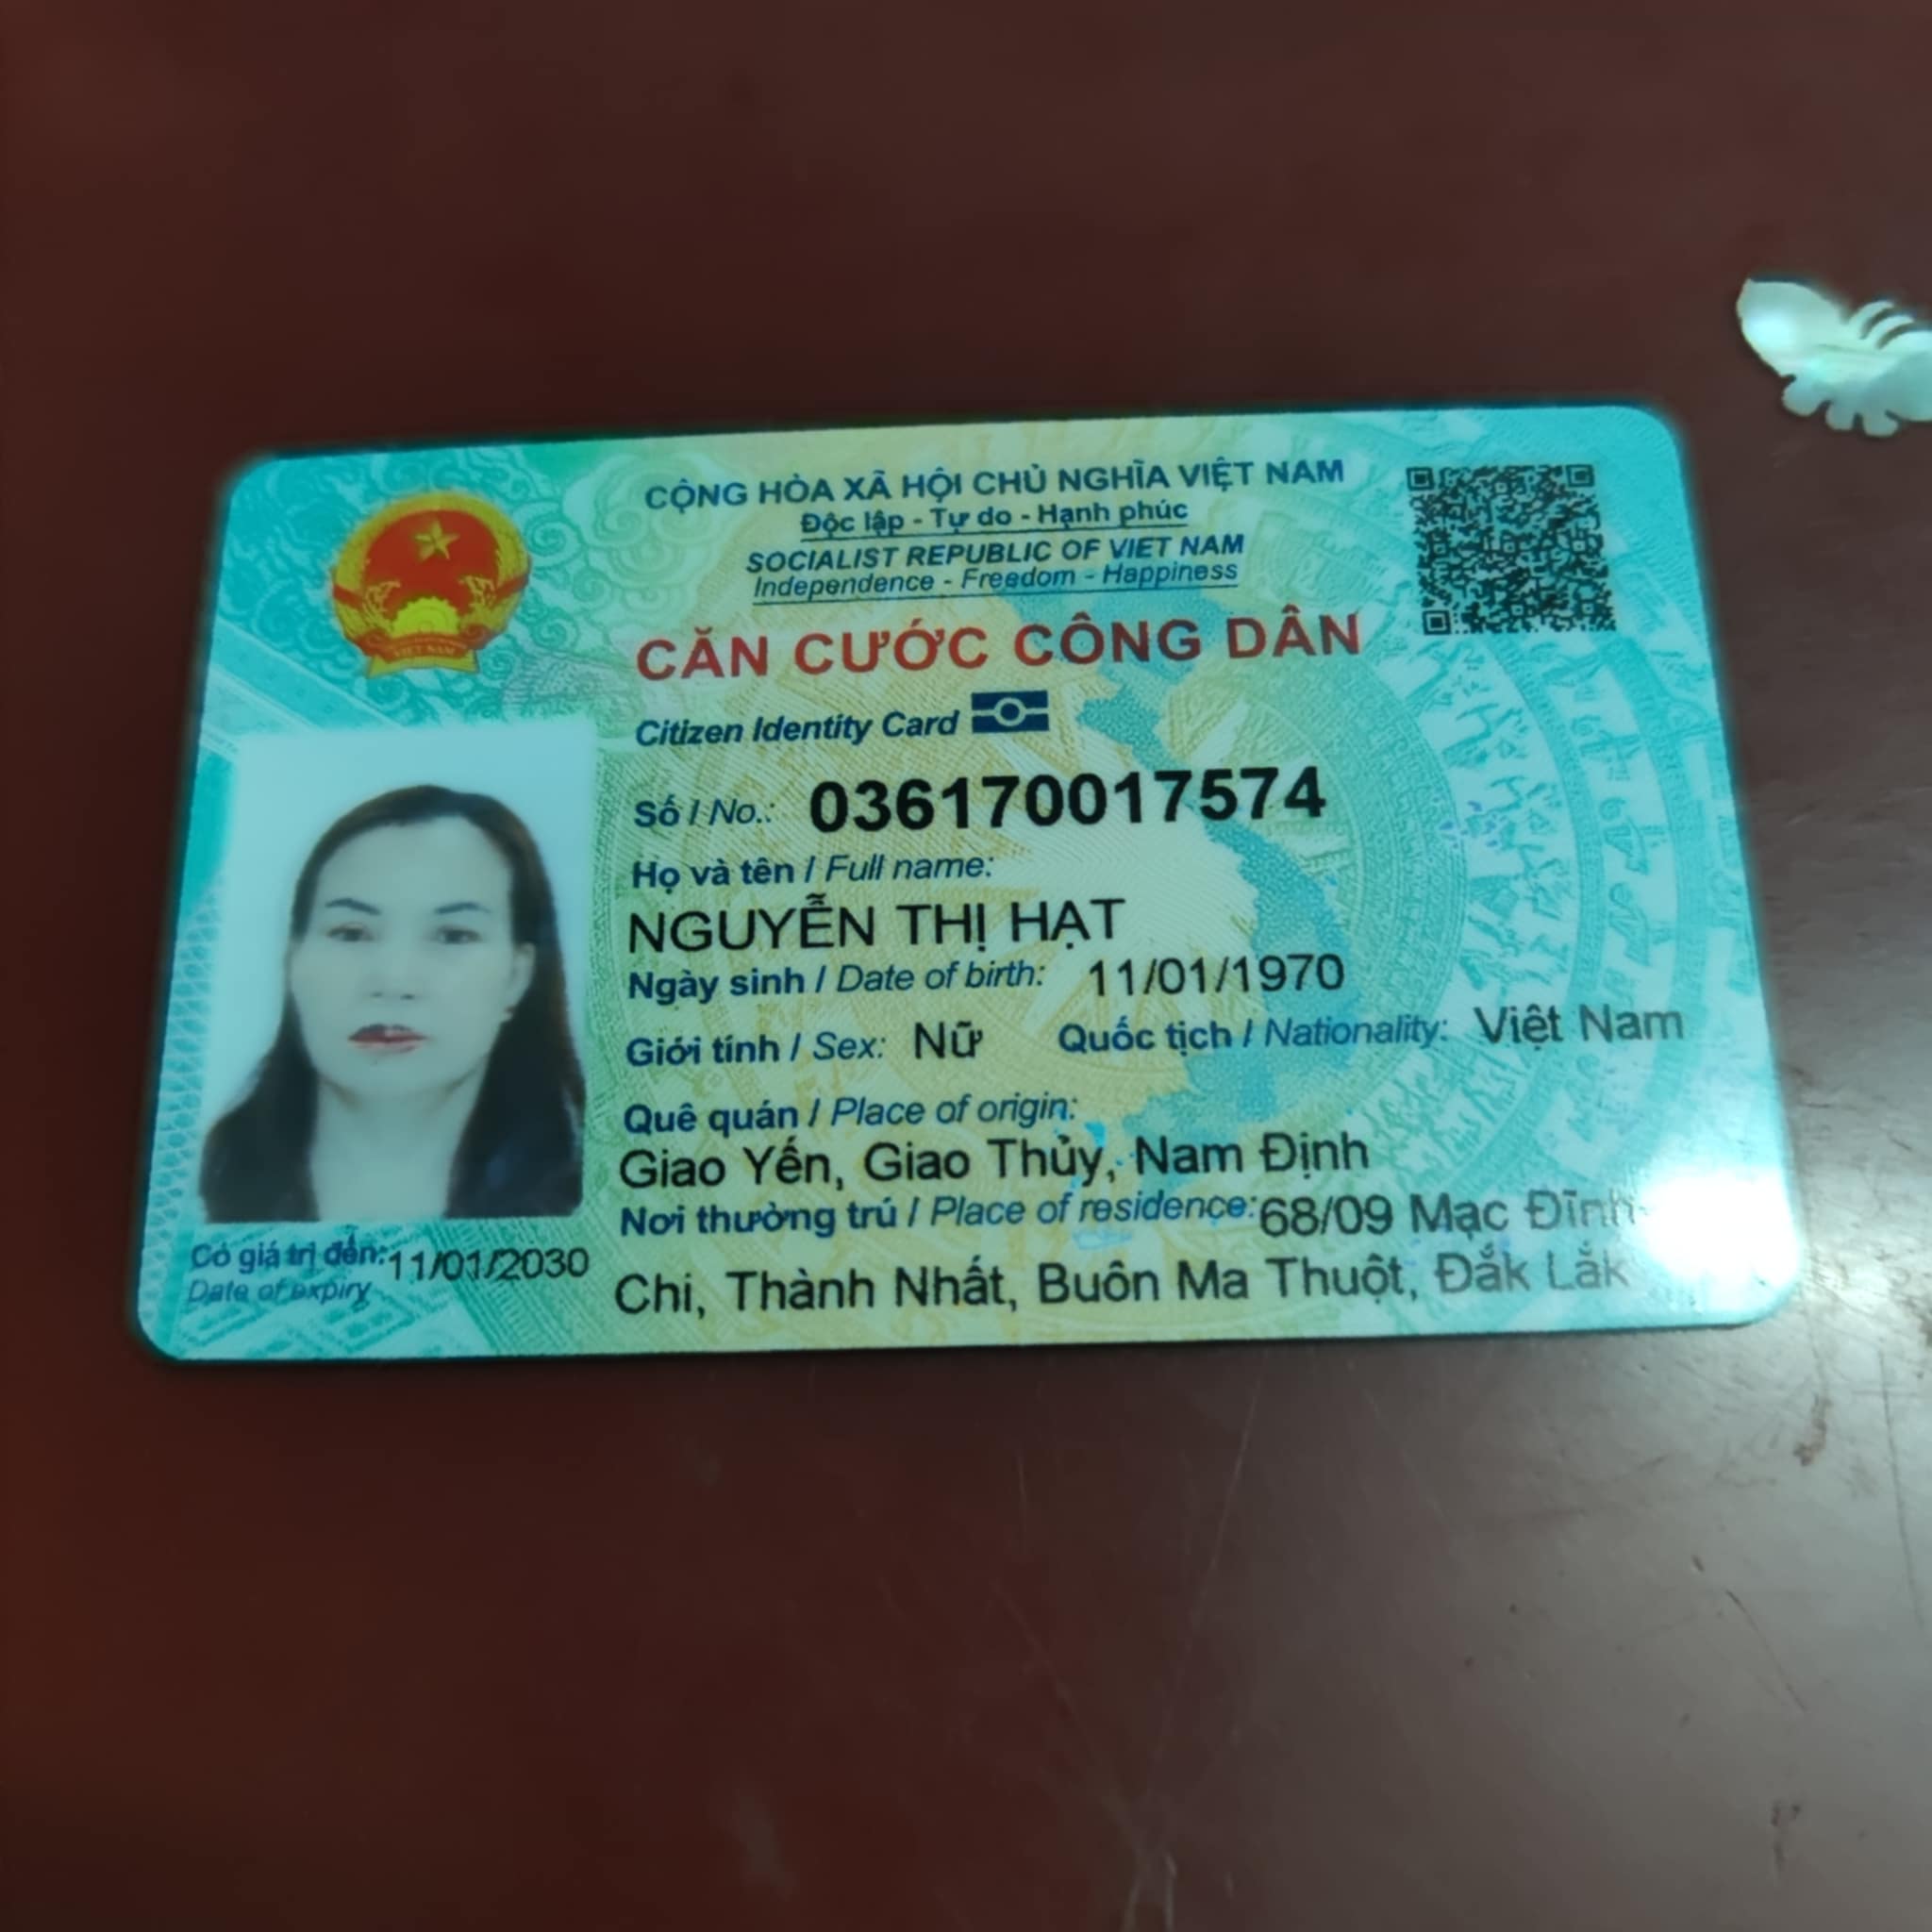 CỘNG HÒA XÃ HỘI CHỦ NGHĨA VIỆT NAM
Độc lập - Tự do - Hạnh phúc
SOCIALIST REPUBLIC OF VIET NAM
Independence - Freedom - Happiness
CĂN CƯỚC CÔNG DÂN
Citizen Identity Card
Số / No.: 036170017574
Họ và tên / Full name:
NGUYỄN THỊ HẠT
Ngày sinh / Date of birth: 11/01/1970
Giới tính / Sex: Nữ Quốc tịch / Nationality: Việt Nam
Quê quán / Place of origin:
Giao Yến, Giao Thủy, Nam Định
Nơi thường trú / Place of residence: 68/09 Mạc Đĩnh
Chi, Thành Nhất, Buôn Ma Thuột, Đắk Lắk
Có giá trị đến: 11/01/2030
Date of expiry
VIỆT NAM